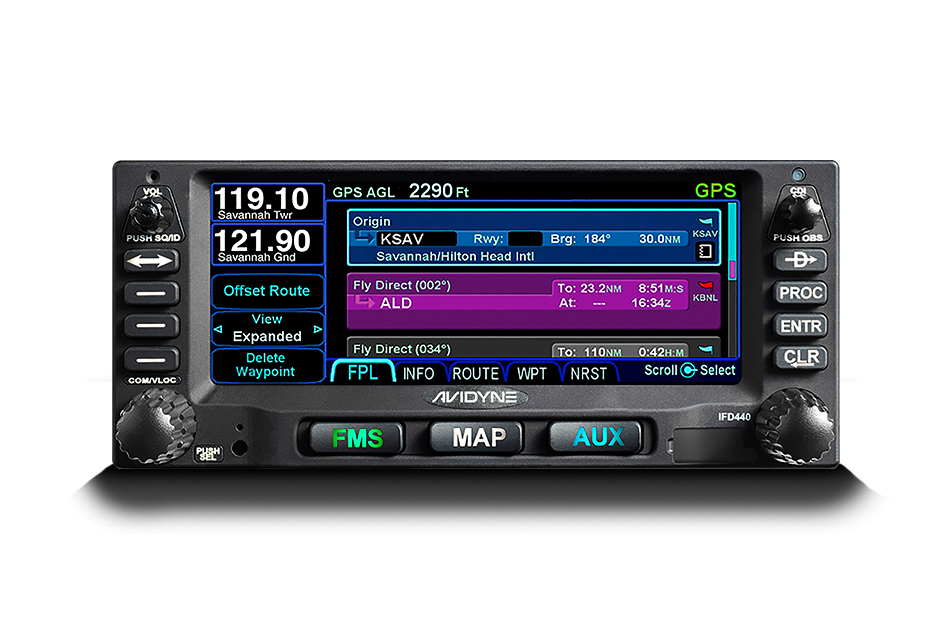 VOL
PUSH SQ/ID
COM/VLOC
PUSH
SEL
119.10
Savannah Twr
121.90
Savannah Gnd
Offset Route
View
Expanded
Delete
Waypoint
GPS AGL 2290 Ft
GPS
Origin
KSAV Rwy: Brg: 184° 30.0NM
Savannah/Hilton Head Intl
KSAV
Fly Direct (002°) To: 23.2NM 8:51M:S
ALD At: --- 16:34Z
KBNL
Fly Direct (034°) To: 110NM 0:42H:M
FPL INFO ROUTE WPT NRST Scroll Select
AVIDYNE
IFD440
FMS MAP AUX
CDI
PUSH OBS
D
PROC
ENTR
CLR